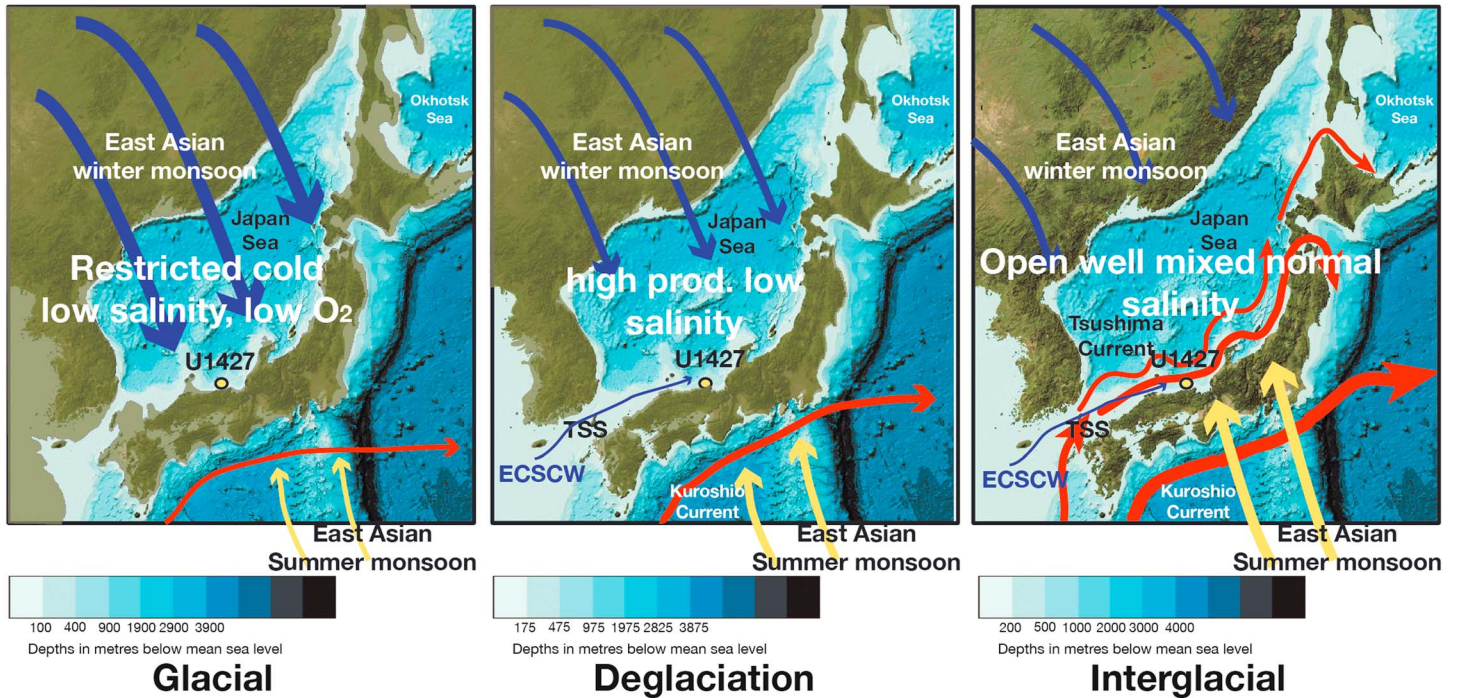 Okhotsk
Sea
East Asian
winter monsoon
Japan
Sea
Restricted cold
low salinity, low O2
U1427
East Asian
Summer monsoon
100 400 900 1900 2900 3900
Depths in metres below mean sea level
Glacial
Okhotsk
Sea
East Asian
winter monsoon
Japan
Sea
high prod. low
salinity
U1427
TSS
ECSCW
Kuroshio
Current
East Asian
Summer monsoon
175 475 975 1975 2825 3875
Depths in metres below mean sea level
Deglaciation
Okhotsk
Sea
East Asian
winter monsoon
Japan
Sea
Open well mixed normal
salinity
Tsushima
Current
U1427
TSS
ECSCW
Kuroshio
Current
East Asian
Summer monsoon
200 500 1000 2000 3000 4000
Depths in metres below mean sea level
Interglacial